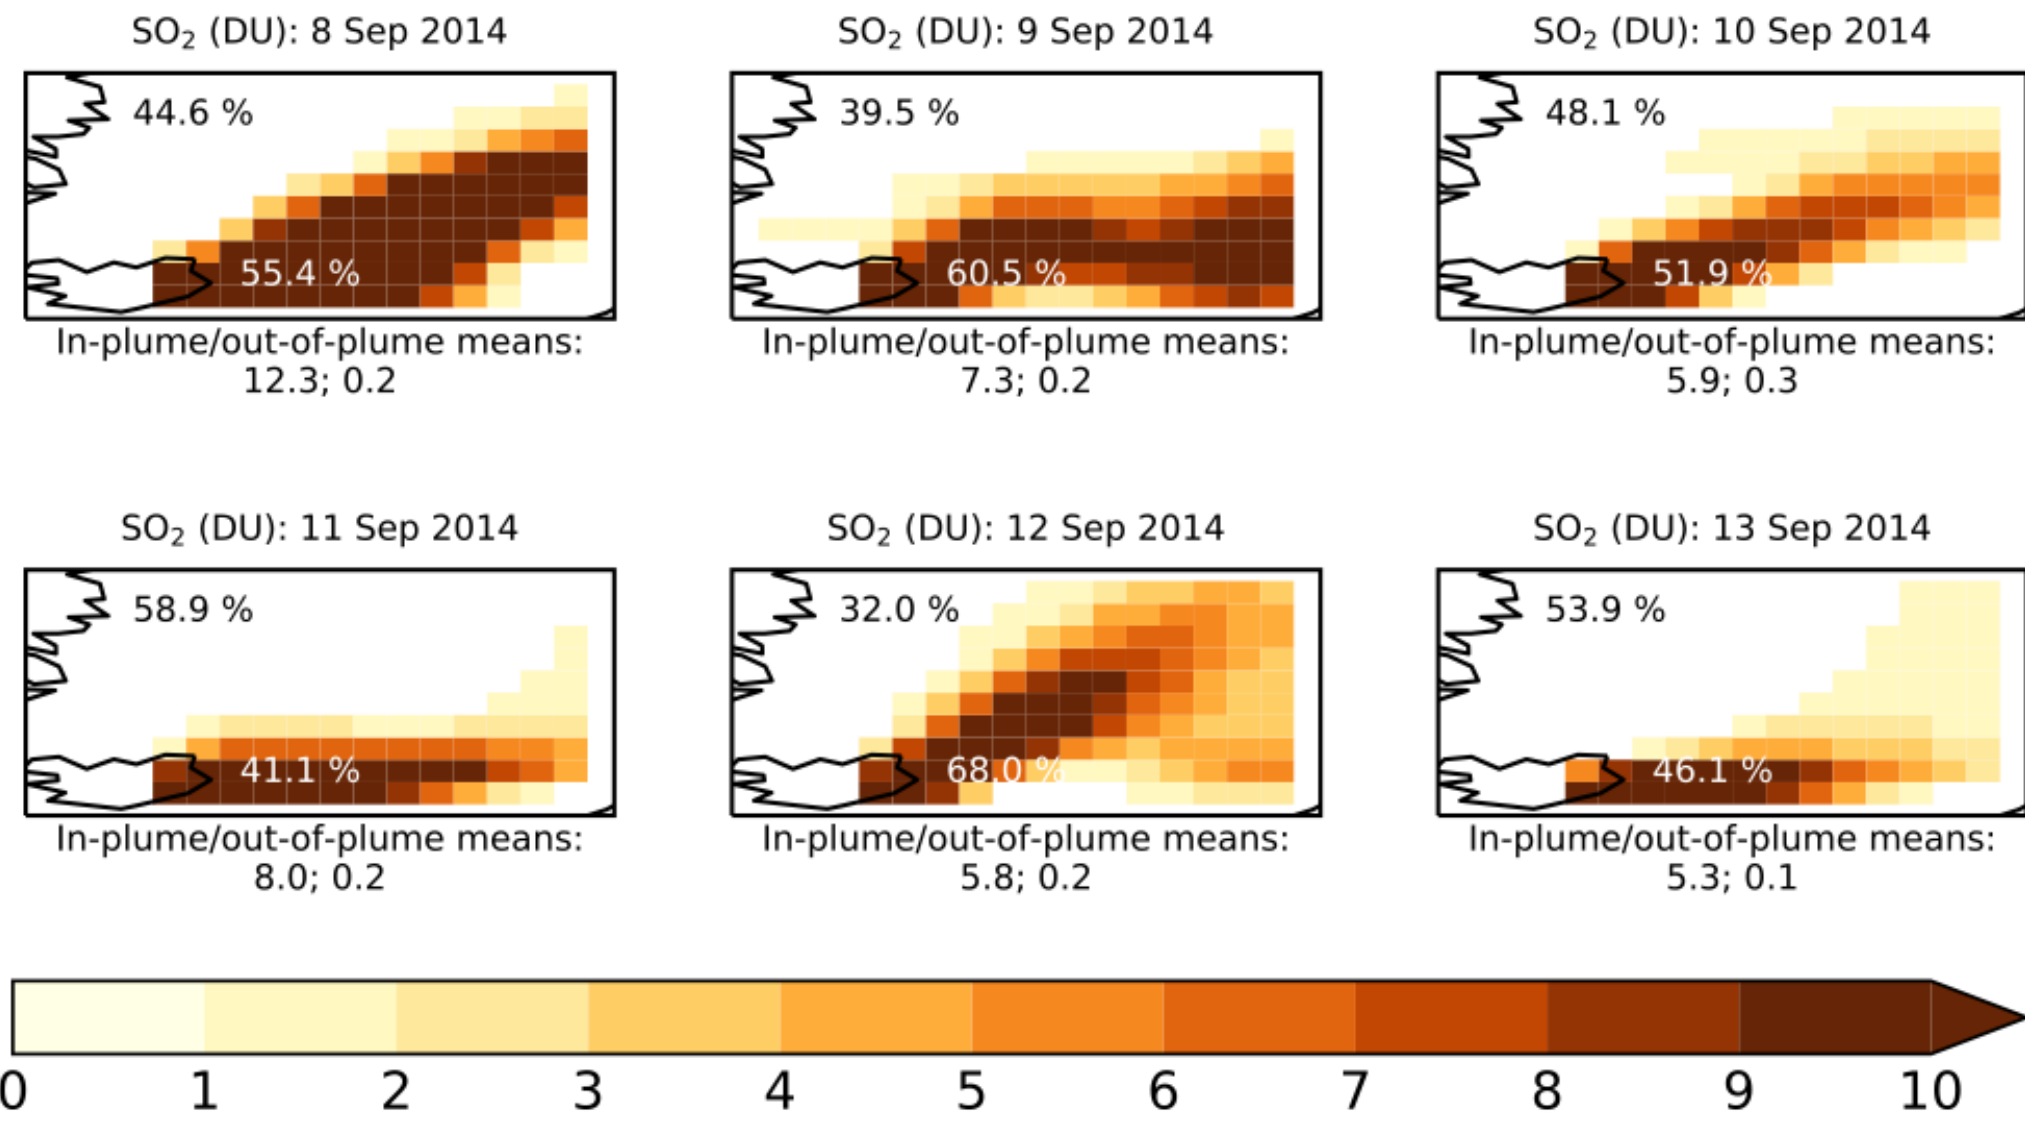 SO₂ (DU): 8 Sep 2014
44.6 %
55.4 %
In-plume/out-of-plume means:
12.3; 0.2
SO₂ (DU): 9 Sep 2014
39.5 %
60.5 %
In-plume/out-of-plume means:
7.3; 0.2
SO₂ (DU): 10 Sep 2014
48.1 %
51.9 %
In-plume/out-of-plume means:
5.9; 0.3
SO₂ (DU): 11 Sep 2014
58.9 %
41.1 %
In-plume/out-of-plume means:
8.0; 0.2
SO₂ (DU): 12 Sep 2014
32.0 %
68.0 %
In-plume/out-of-plume means:
5.8; 0.2
SO₂ (DU): 13 Sep 2014
53.9 %
46.1 %
In-plume/out-of-plume means:
5.3; 0.1
0 1 2 3 4 5 6 7 8 9 10